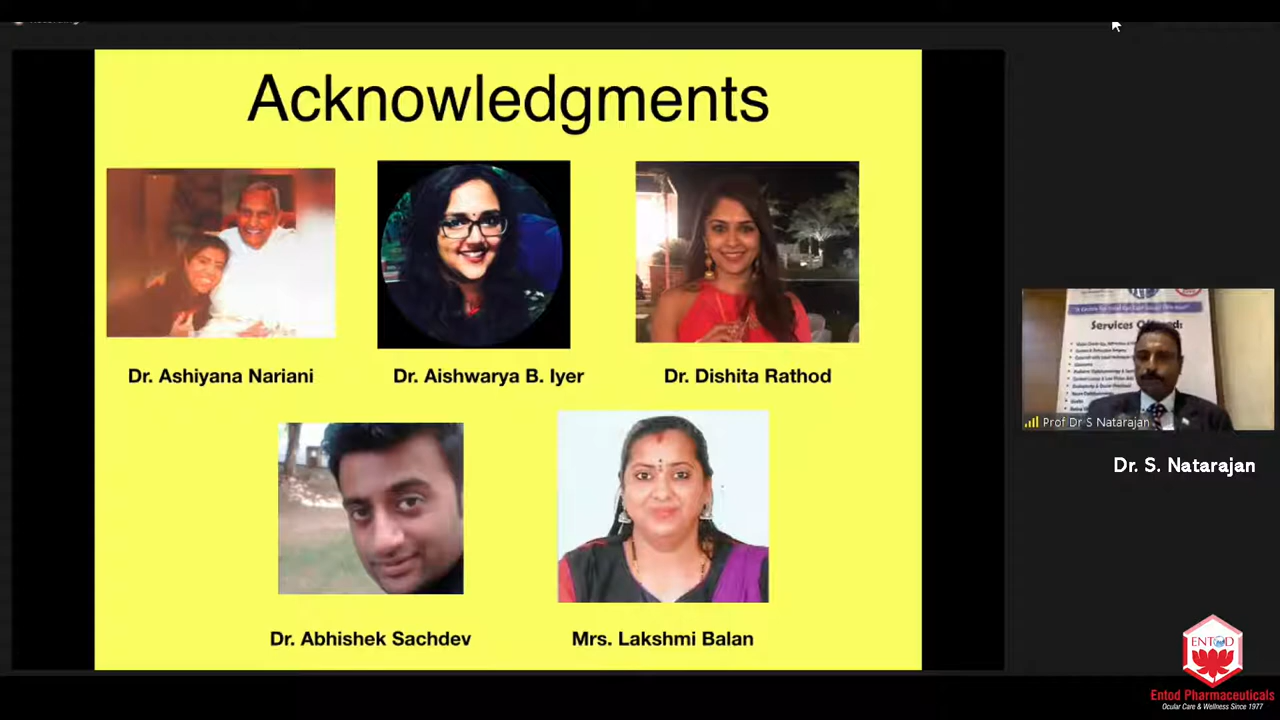 Acknowledgments
Dr. Ashiyana Nariani
Dr. Aishwarya B. Iyer
Dr. Dishita Rathod
Dr. Abhishek Sachdev
Mrs. Lakshmi Balan
Services
Prof Dr S Natarajan
Dr. S. Natarajan
ENTOD
Entod Pharmaceuticals
Ocular Care & Wellness Since 1977